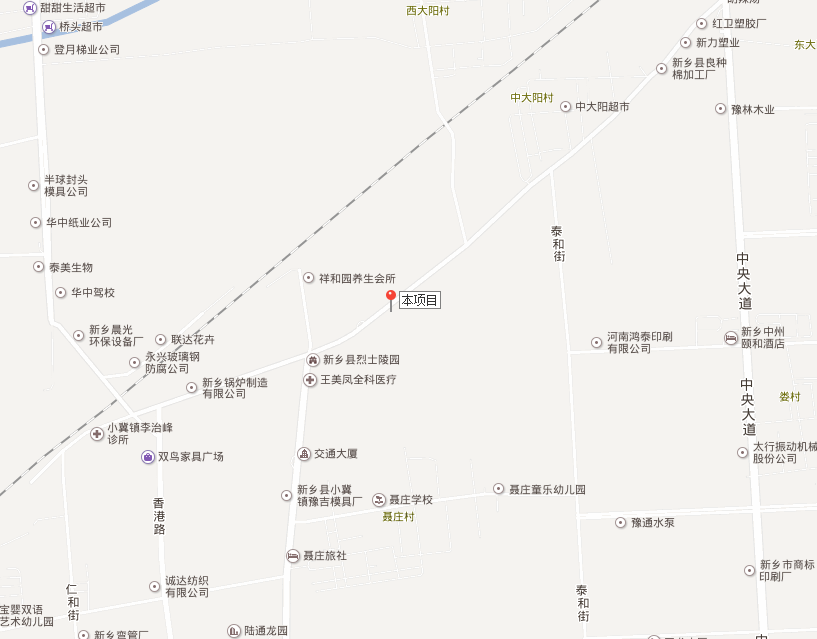 甜甜生活超市
桥头超市
登月梯业公司
西大阳村
红卫塑胶厂
新力塑业
东大
新乡县良种
棉加工厂
中大阳村
中大阳超市
豫林木业
半球封头
模具公司
华中纸业公司
泰美生物
华中驾校
泰和街
中央大道
祥和园养生会所
本项目
新乡晨光
环保设备厂
联达花卉
永兴玻璃钢
防腐公司
新乡县烈士陵园
王美凤全科医疗
新乡锅炉制造
有限公司
河南鸿泰印刷
有限公司
新乡中州
颐和酒店
中央大道
娄村
小冀镇李治峰
诊所
双鸟家具广场
交通大厦
太行振动机械
股份公司
新乡县小冀
镇豫吉模具厂
聂庄学校
聂庄村
聂庄童乐幼儿园
香港路
豫通水泵
聂庄旅社
诚达纺织
有限公司
新乡市商标
印刷厂
仁和街
泰和街
宝婴双语
艺术幼儿园
新乡弯管厂
陆通龙园